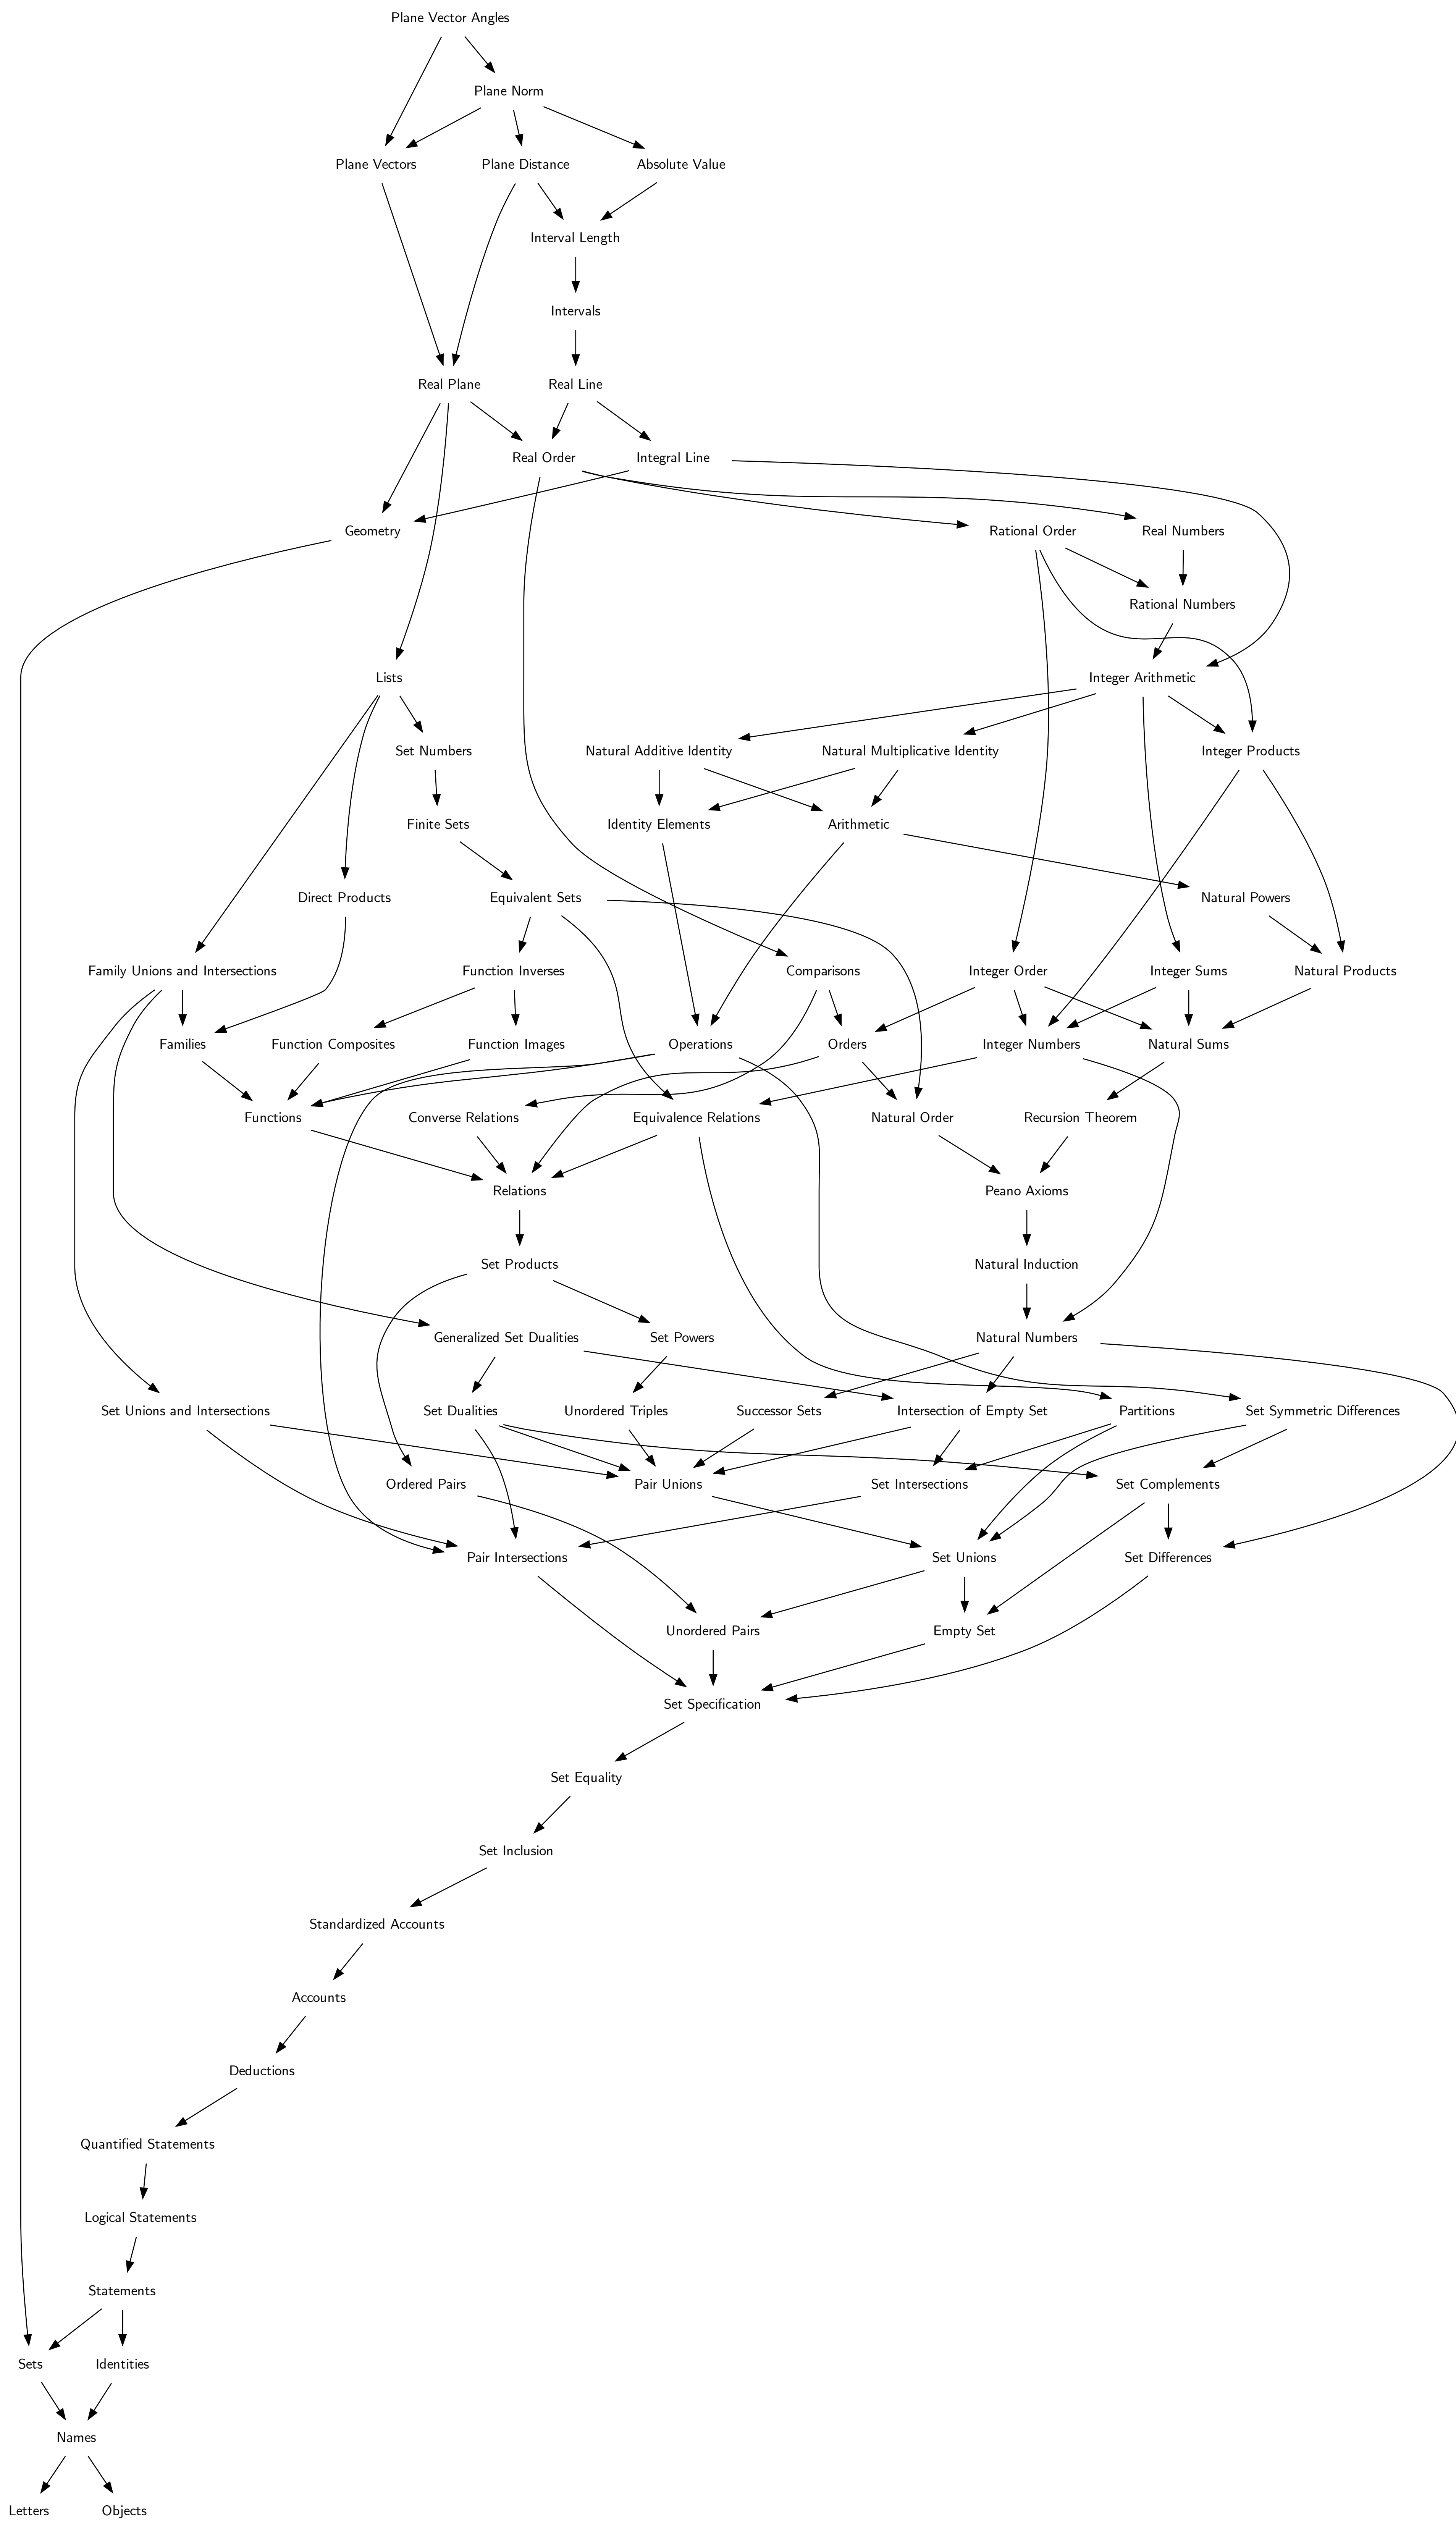 Plane Vector Angles
Plane Norm
Plane Vectors
Plane Distance
Absolute Value
Interval Length
Intervals
Real Plane
Real Line
Real Order
Integral Line
Geometry
Rational Order
Real Numbers
Rational Numbers
Lists
Integer Arithmetic
Set Numbers
Natural Additive Identity
Natural Multiplicative Identity
Integer Products
Finite Sets
Identity Elements
Arithmetic
Direct Products
Equivalent Sets
Natural Powers
Family Unions and Intersections
Function Inverses
Comparisons
Integer Order
Integer Sums
Natural Products
Families
Function Composites
Function Images
Operations
Orders
Integer Numbers
Natural Sums
Functions
Converse Relations
Equivalence Relations
Natural Order
Recursion Theorem
Relations
Peano Axioms
Set Products
Natural Induction
Generalized Set Dualities
Set Powers
Natural Numbers
Set Unions and Intersections
Set Dualities
Unordered Triples
Successor Sets
Intersection of Empty Set
Partitions
Set Symmetric Differences
Ordered Pairs
Pair Unions
Set Intersections
Set Complements
Pair Intersections
Set Unions
Set Differences
Unordered Pairs
Empty Set
Set Specification
Set Equality
Set Inclusion
Standardized Accounts
Accounts
Deductions
Quantified Statements
Logical Statements
Statements
Sets
Identities
Names
Letters
Objects